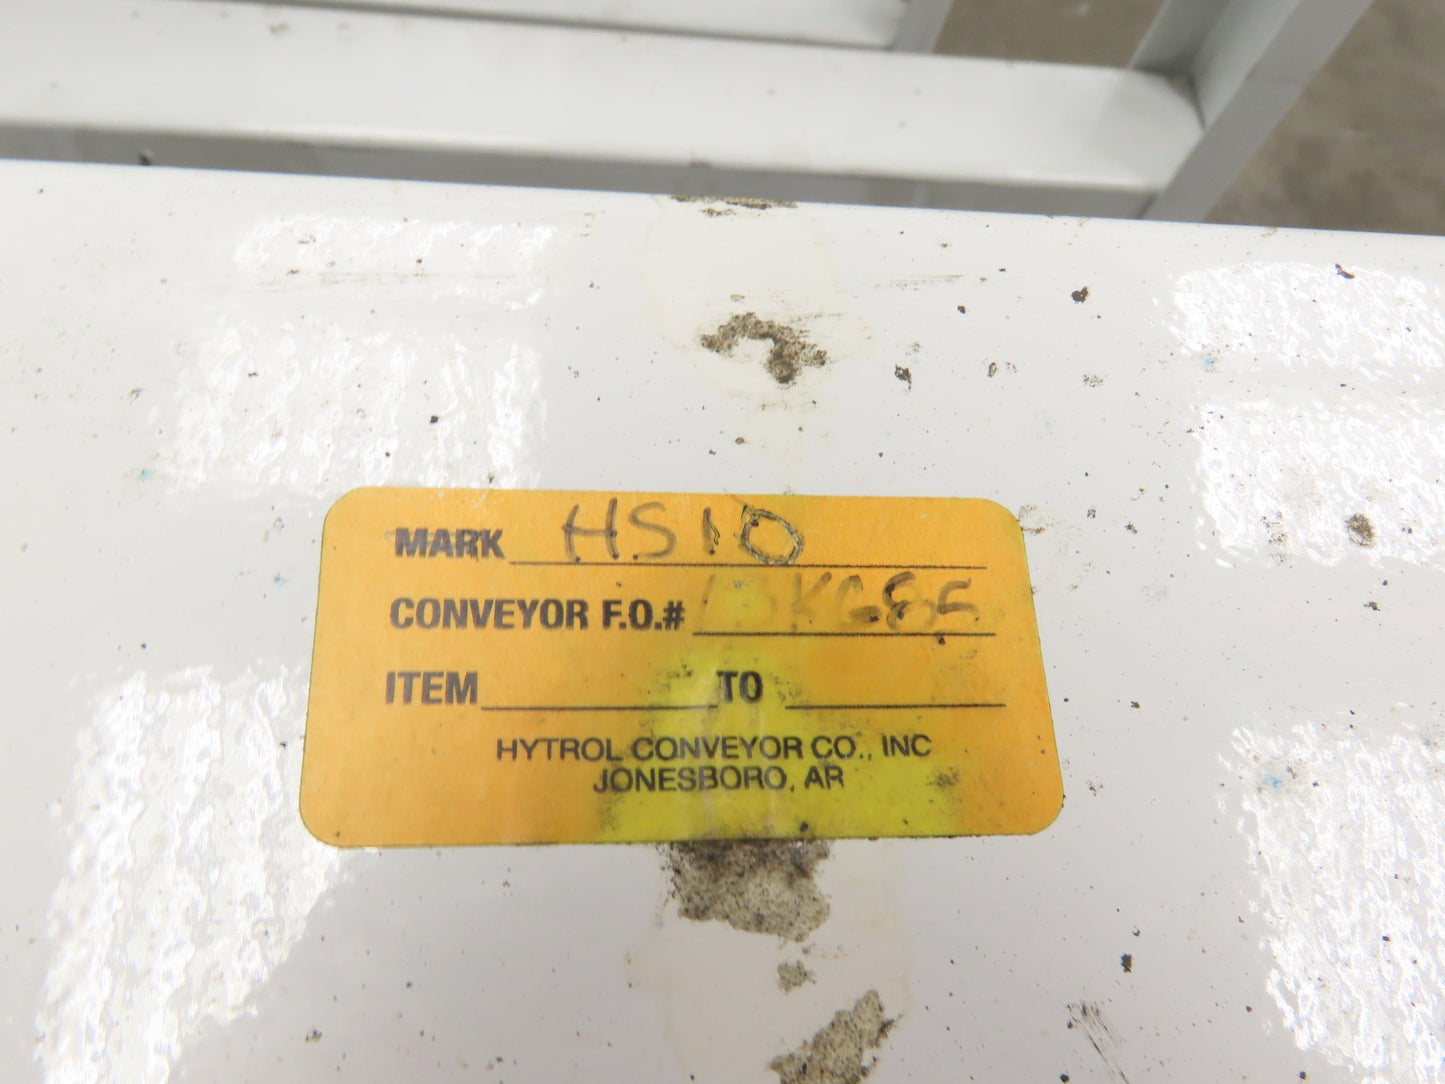 MARK HS10
CONVEYOR F.O.#
ITEM TO
HYTROL CONVEYOR CO., INC
JONESBORO, AR